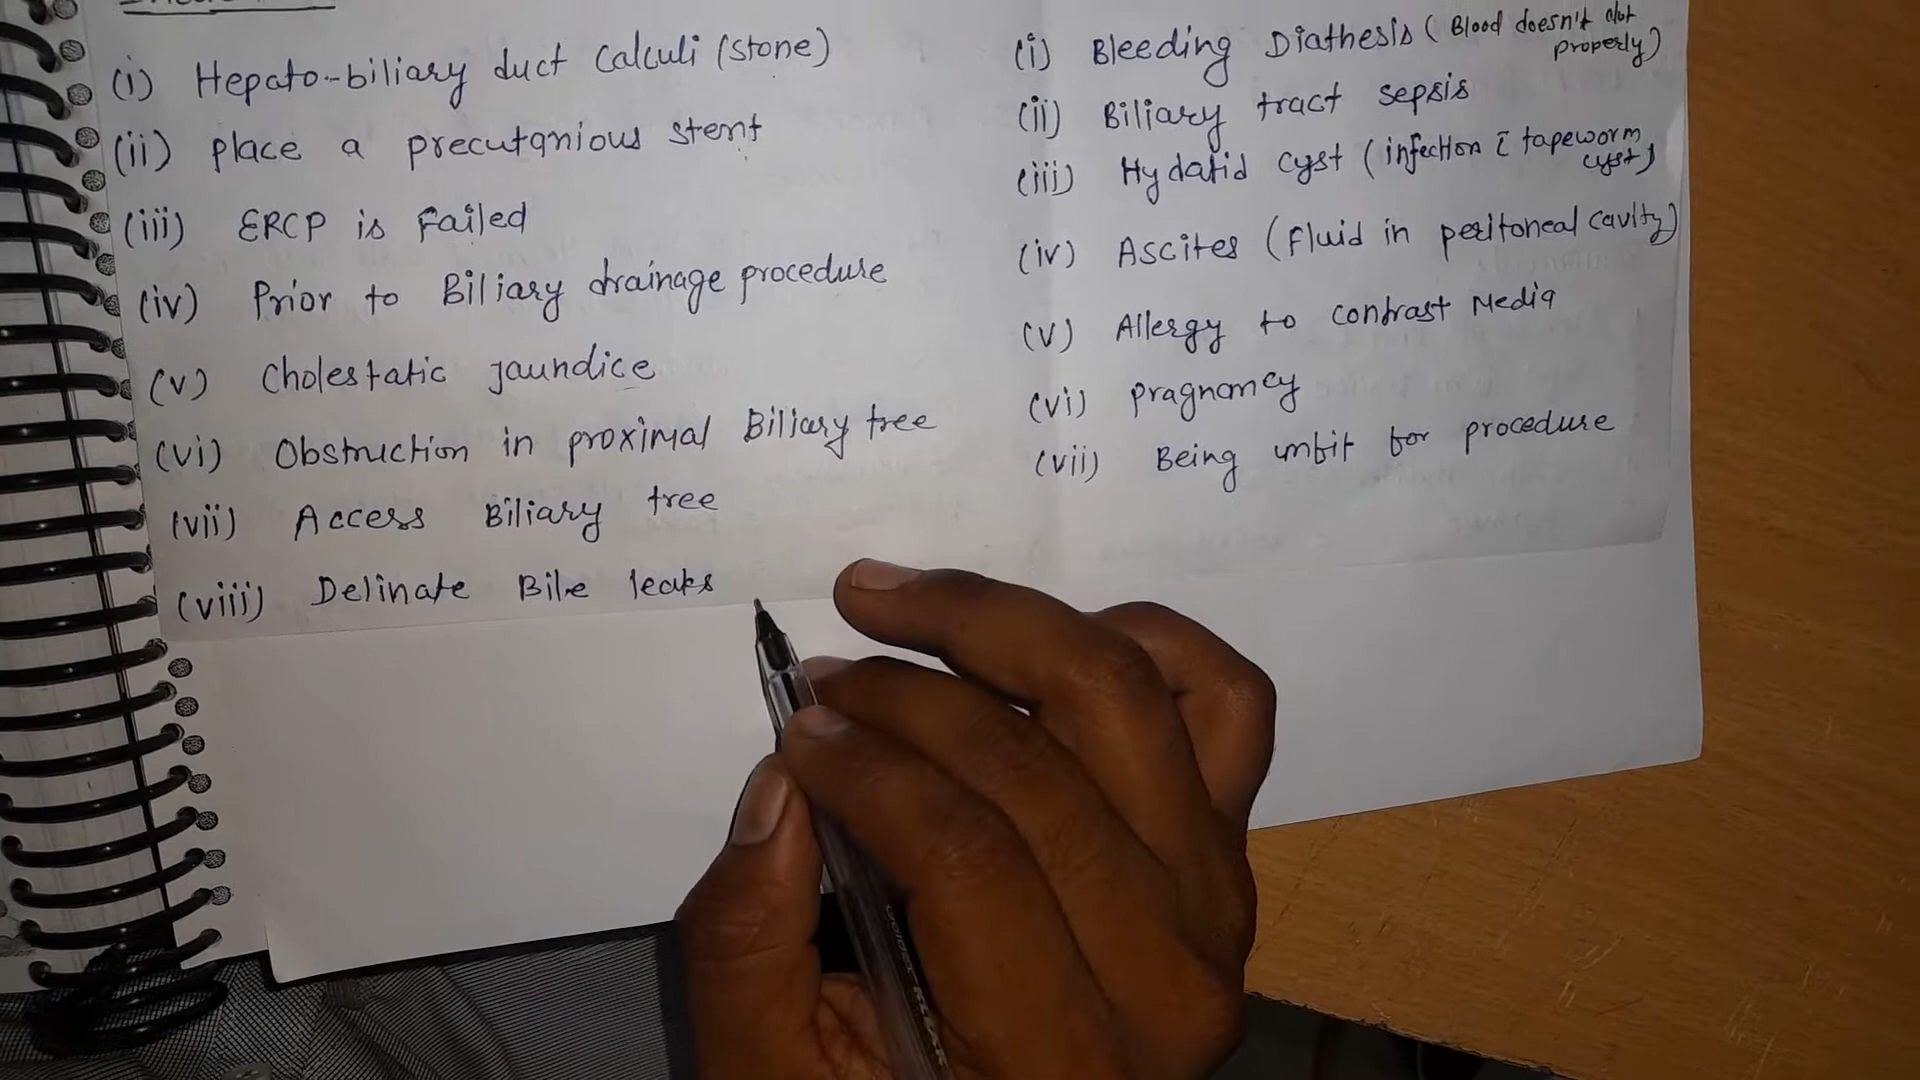 (i) Hepato-biliary duct calculi (stone)
(ii) place a precutanious stent
(iii) ERCP is Failed
(iv) Prior to Biliary drainage procedure
(v) Cholestatic jaundice
(vi) Obstruction in proximal Biliary tree
(vii) Access Biliary tree
(viii) Delinate Bile leaks
(i) Bleeding Diathesis (Blood doesn't clot
properly)
(ii) Biliary tract sepsis
(iii) Hydatid cyst (infection c̄ tapeworm
cyst)
(iv) Ascites (fluid in peritoneal cavity)
(v) Allergy to contrast Media
(vi) pragnancy
(vii) Being unfit for procedure